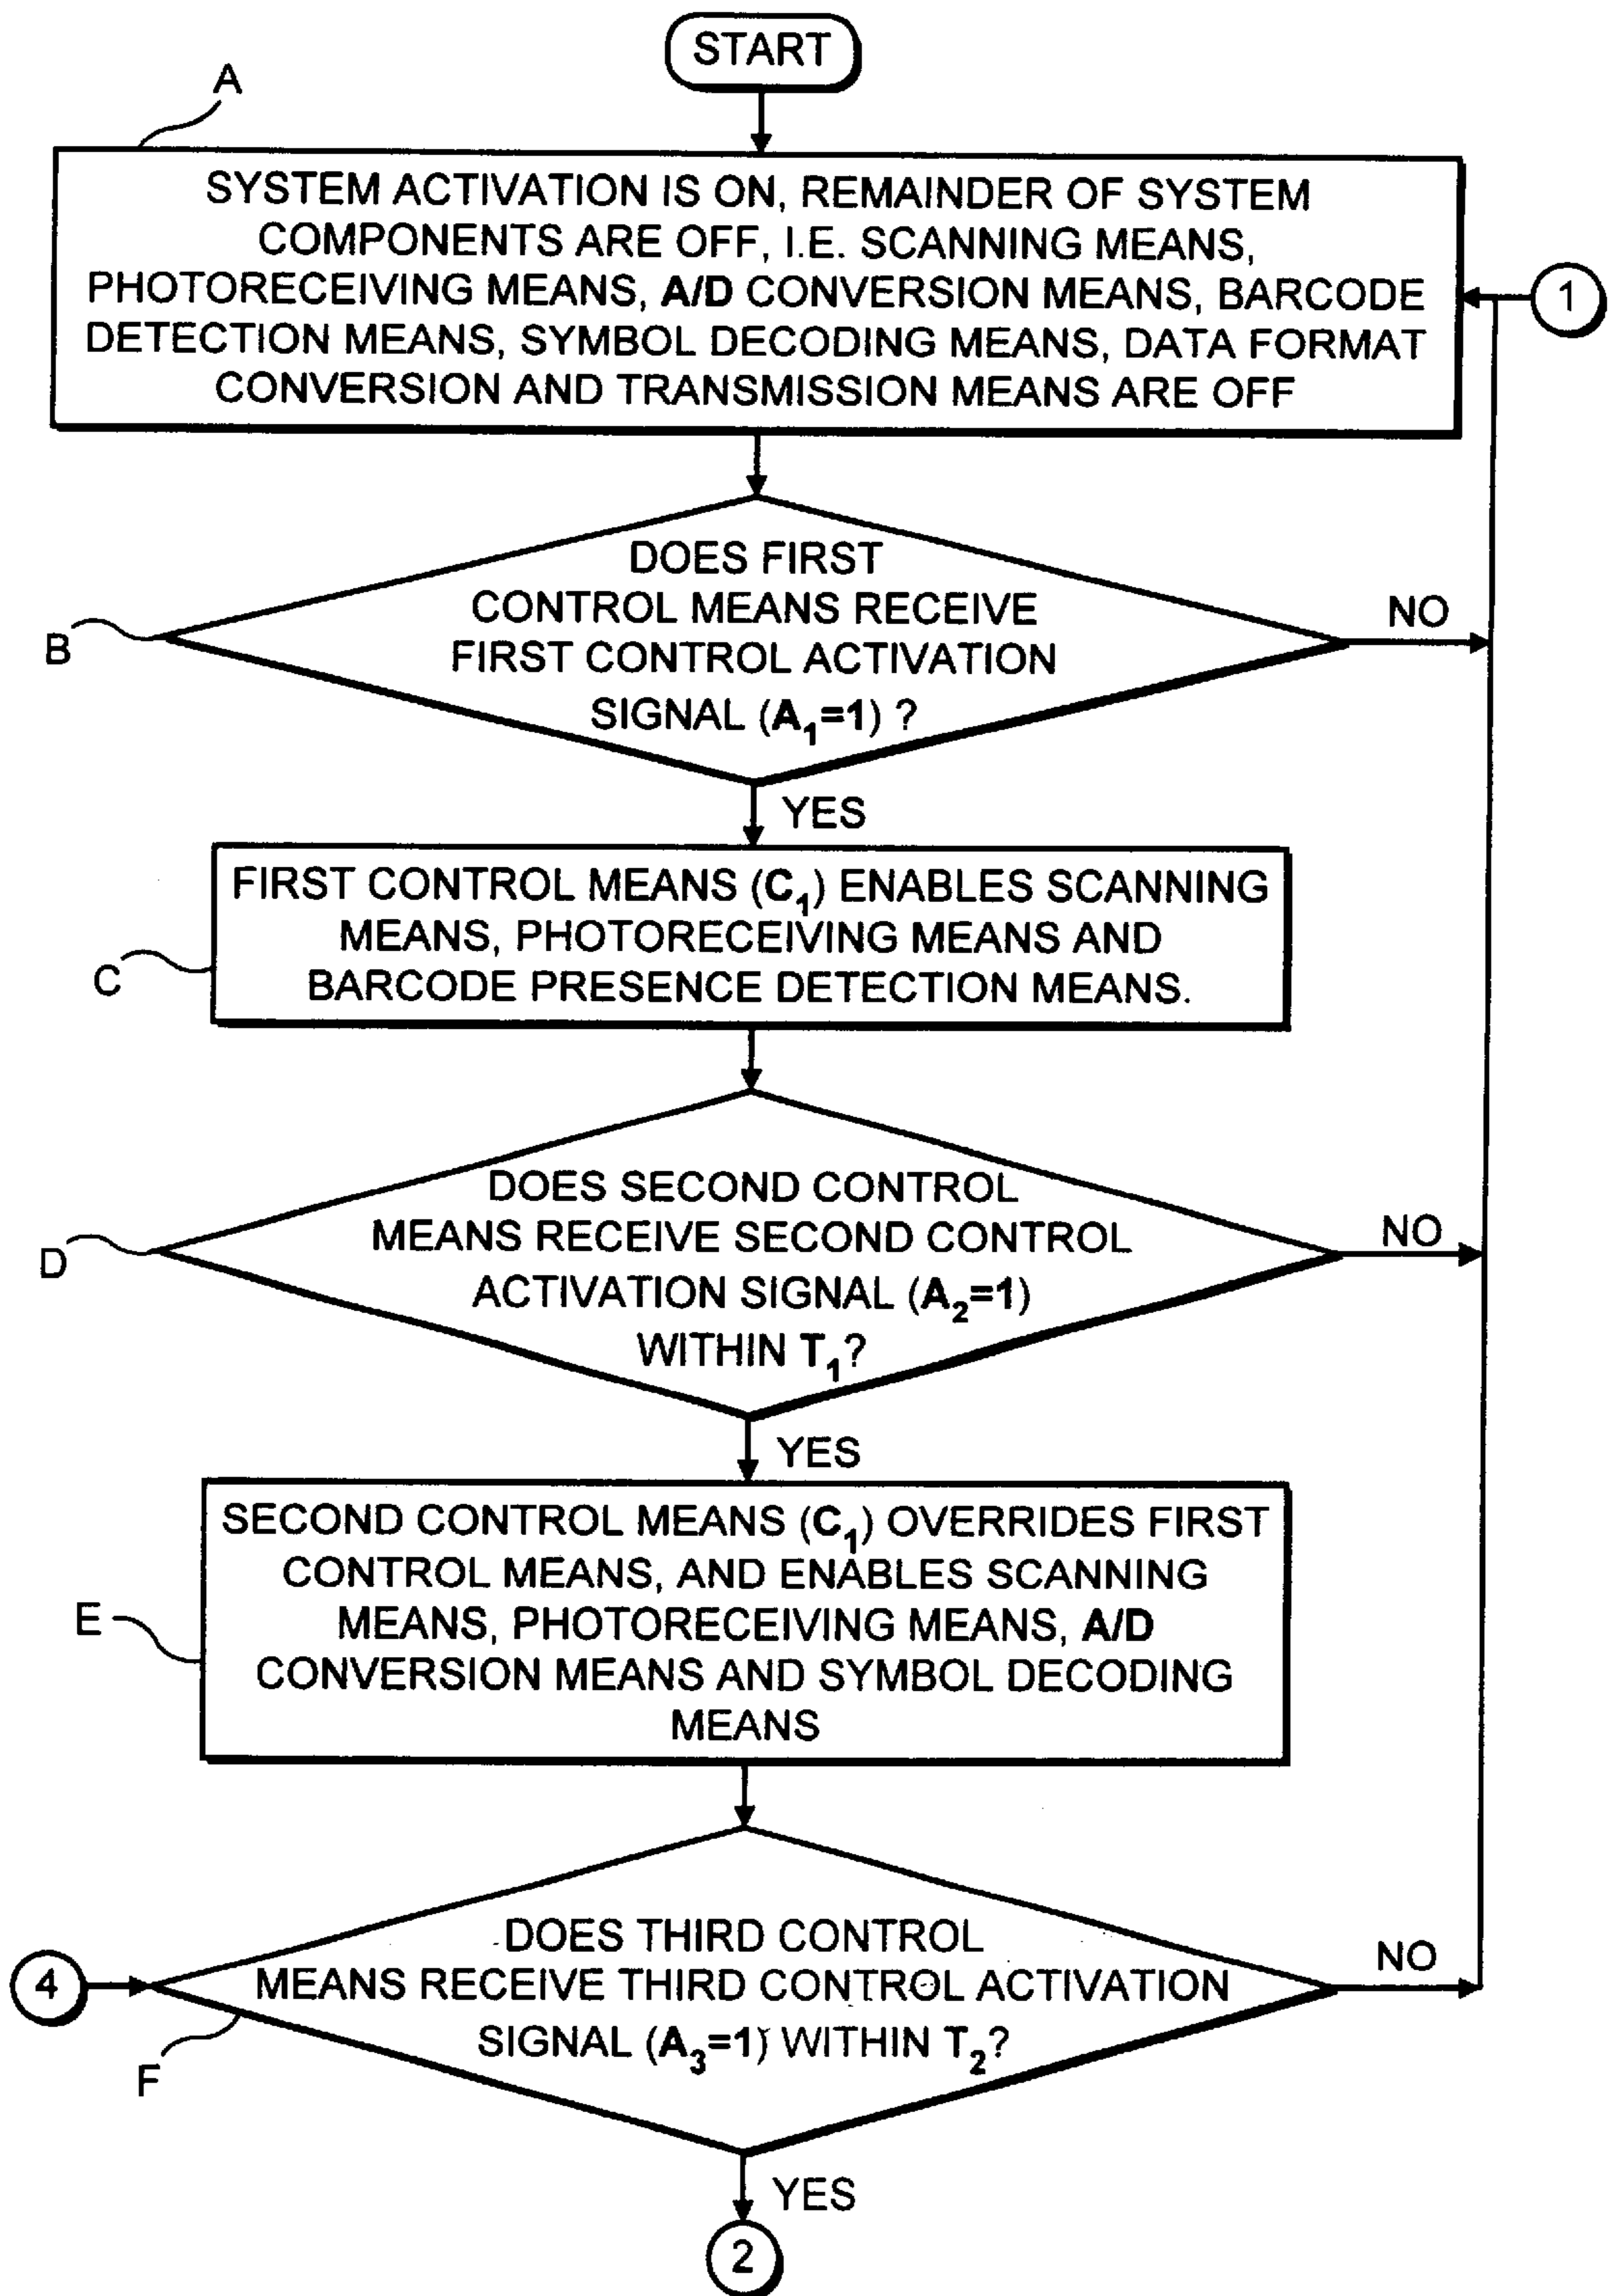 START
A
SYSTEM ACTIVATION IS ON, REMAINDER OF SYSTEM
COMPONENTS ARE OFF, I.E. SCANNING MEANS,
PHOTORECEIVING MEANS, A/D CONVERSION MEANS, BARCODE
DETECTION MEANS, SYMBOL DECODING MEANS, DATA FORMAT
CONVERSION AND TRANSMISSION MEANS ARE OFF
1
B
DOES FIRST
CONTROL MEANS RECEIVE
FIRST CONTROL ACTIVATION
SIGNAL (A₁=1) ?
NO
YES
C
FIRST CONTROL MEANS (C₁) ENABLES SCANNING
MEANS, PHOTORECEIVING MEANS AND
BARCODE PRESENCE DETECTION MEANS.
D
DOES SECOND CONTROL
MEANS RECEIVE SECOND CONTROL
ACTIVATION SIGNAL (A₂=1)
WITHIN T₁?
NO
YES
E
SECOND CONTROL MEANS (C₁) OVERRIDES FIRST
CONTROL MEANS, AND ENABLES SCANNING
MEANS, PHOTORECEIVING MEANS, A/D
CONVERSION MEANS AND SYMBOL DECODING
MEANS
4
F
DOES THIRD CONTROL
MEANS RECEIVE THIRD CONTROL ACTIVATION
SIGNAL (A₃=1) WITHIN T₂?
NO
YES
2